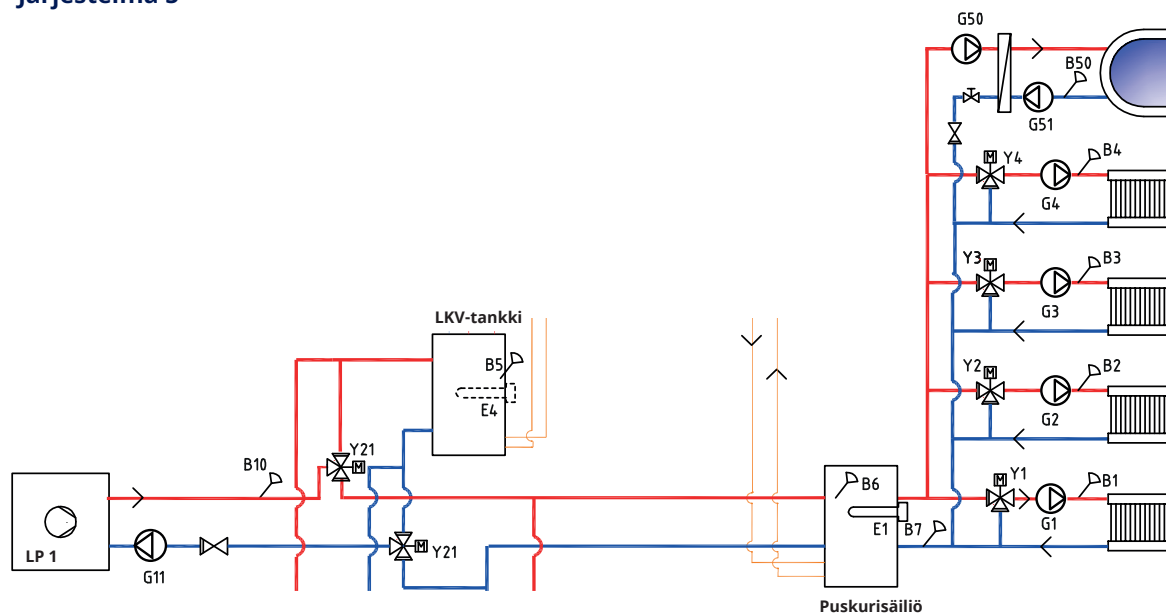 G50
B50
G51
Y4
B4
G4
Y3
B3
G3
LKV-tankki
B5
E4
Y2
B2
G2
Y21
B10
B6
Y1
B1
E1
B7
G1
LP 1
G11
Y21
M
M
M
M
M
M
Puskurisäiliö